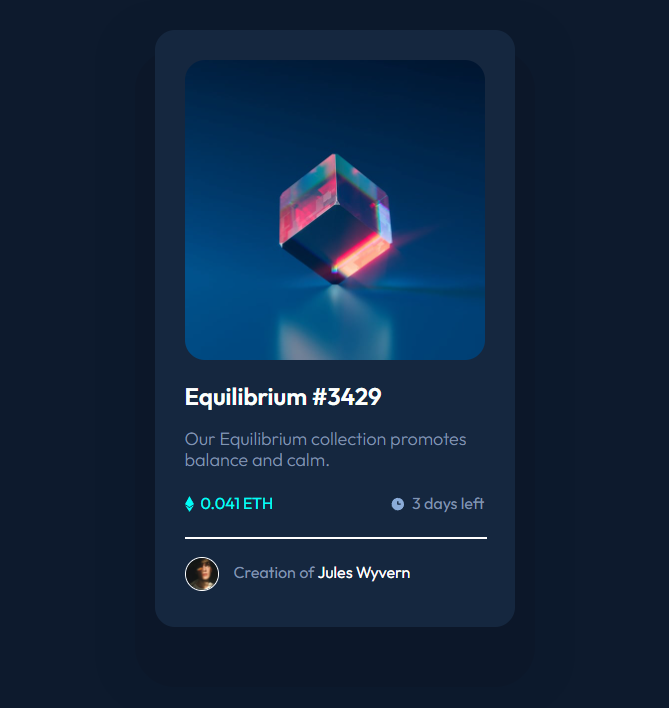 Equilibrium #3429
Our Equilibrium collection promotes
balance and calm.
0.041 ETH
3 days left
Creation of Jules Wyvern